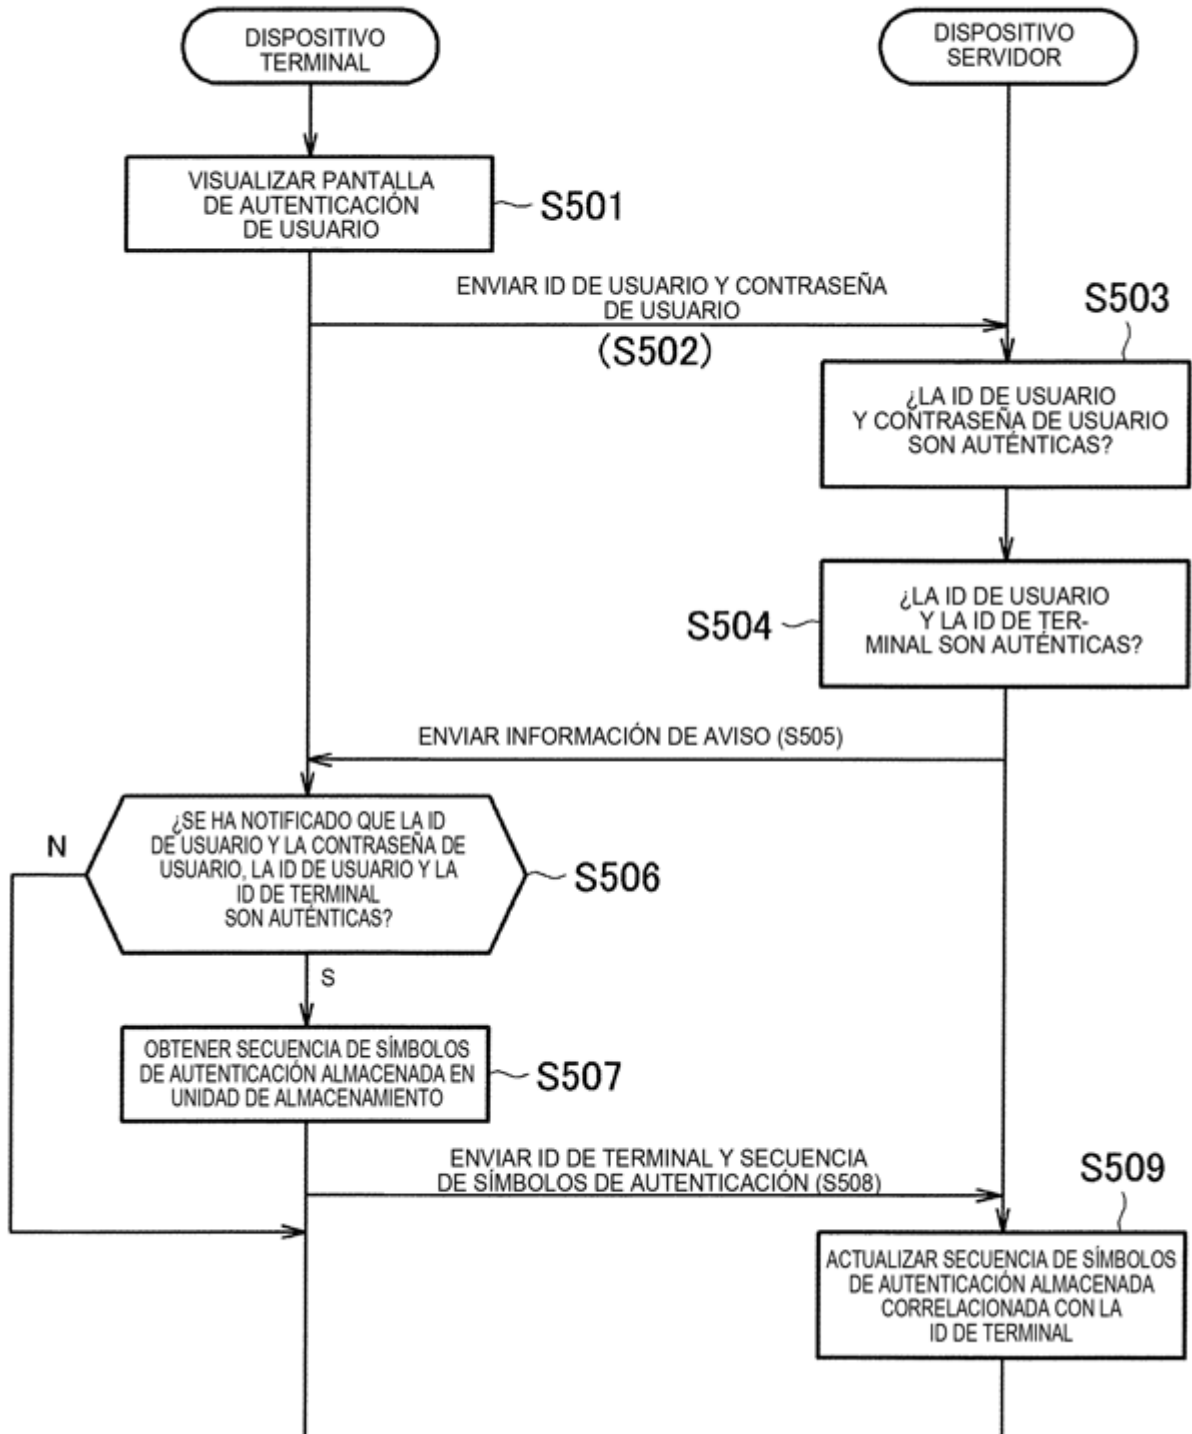 DISPOSITIVO
TERMINAL
DISPOSITIVO
SERVIDOR
VISUALIZAR PANTALLA
DE AUTENTICACIÓN
DE USUARIO
S501
ENVIAR ID DE USUARIO Y CONTRASEÑA
DE USUARIO
(S502)
S503
¿LA ID DE USUARIO
Y CONTRASEÑA DE USUARIO
SON AUTÉNTICAS?
S504
¿LA ID DE USUARIO
Y LA ID DE TER-
MINAL SON AUTÉNTICAS?
ENVIAR INFORMACIÓN DE AVISO (S505)
N
¿SE HA NOTIFICADO QUE LA ID
DE USUARIO Y LA CONTRASEÑA DE
USUARIO, LA ID DE USUARIO Y LA
ID DE TERMINAL
SON AUTÉNTICAS?
S506
S
OBTENER SECUENCIA DE SÍMBOLOS
DE AUTENTICACIÓN ALMACENADA EN
UNIDAD DE ALMACENAMIENTO
S507
ENVIAR ID DE TERMINAL Y SECUENCIA
DE SÍMBOLOS DE AUTENTICACIÓN (S508)
S509
ACTUALIZAR SECUENCIA DE SÍMBOLOS
DE AUTENTICACIÓN ALMACENADA
CORRELACIONADA CON LA
ID DE TERMINAL